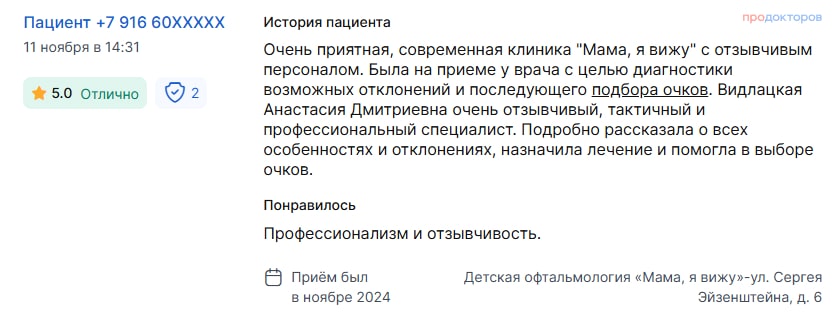 Пациент +7 916 60XXXXX
11 ноября в 14:31
5.0 Отлично
2
История пациента
продокторов
Очень приятная, современная клиника "Мама, я вижу" с отзывчивым
персоналом. Была на приеме у врача с целью диагностики
возможных отклонений и последующего подбора очков. Видлацкая
Анастасия Дмитриевна очень отзывчивый, тактичный и
профессиональный специалист. Подробно рассказала о всех
особенностях и отклонениях, назначила лечение и помогла в выборе
очков.
Понравилось
Профессионализм и отзывчивость.
Приём был
в ноябре 2024
Детская офтальмология «Мама, я вижу»-ул. Сергея
Эйзенштейна, д. 6